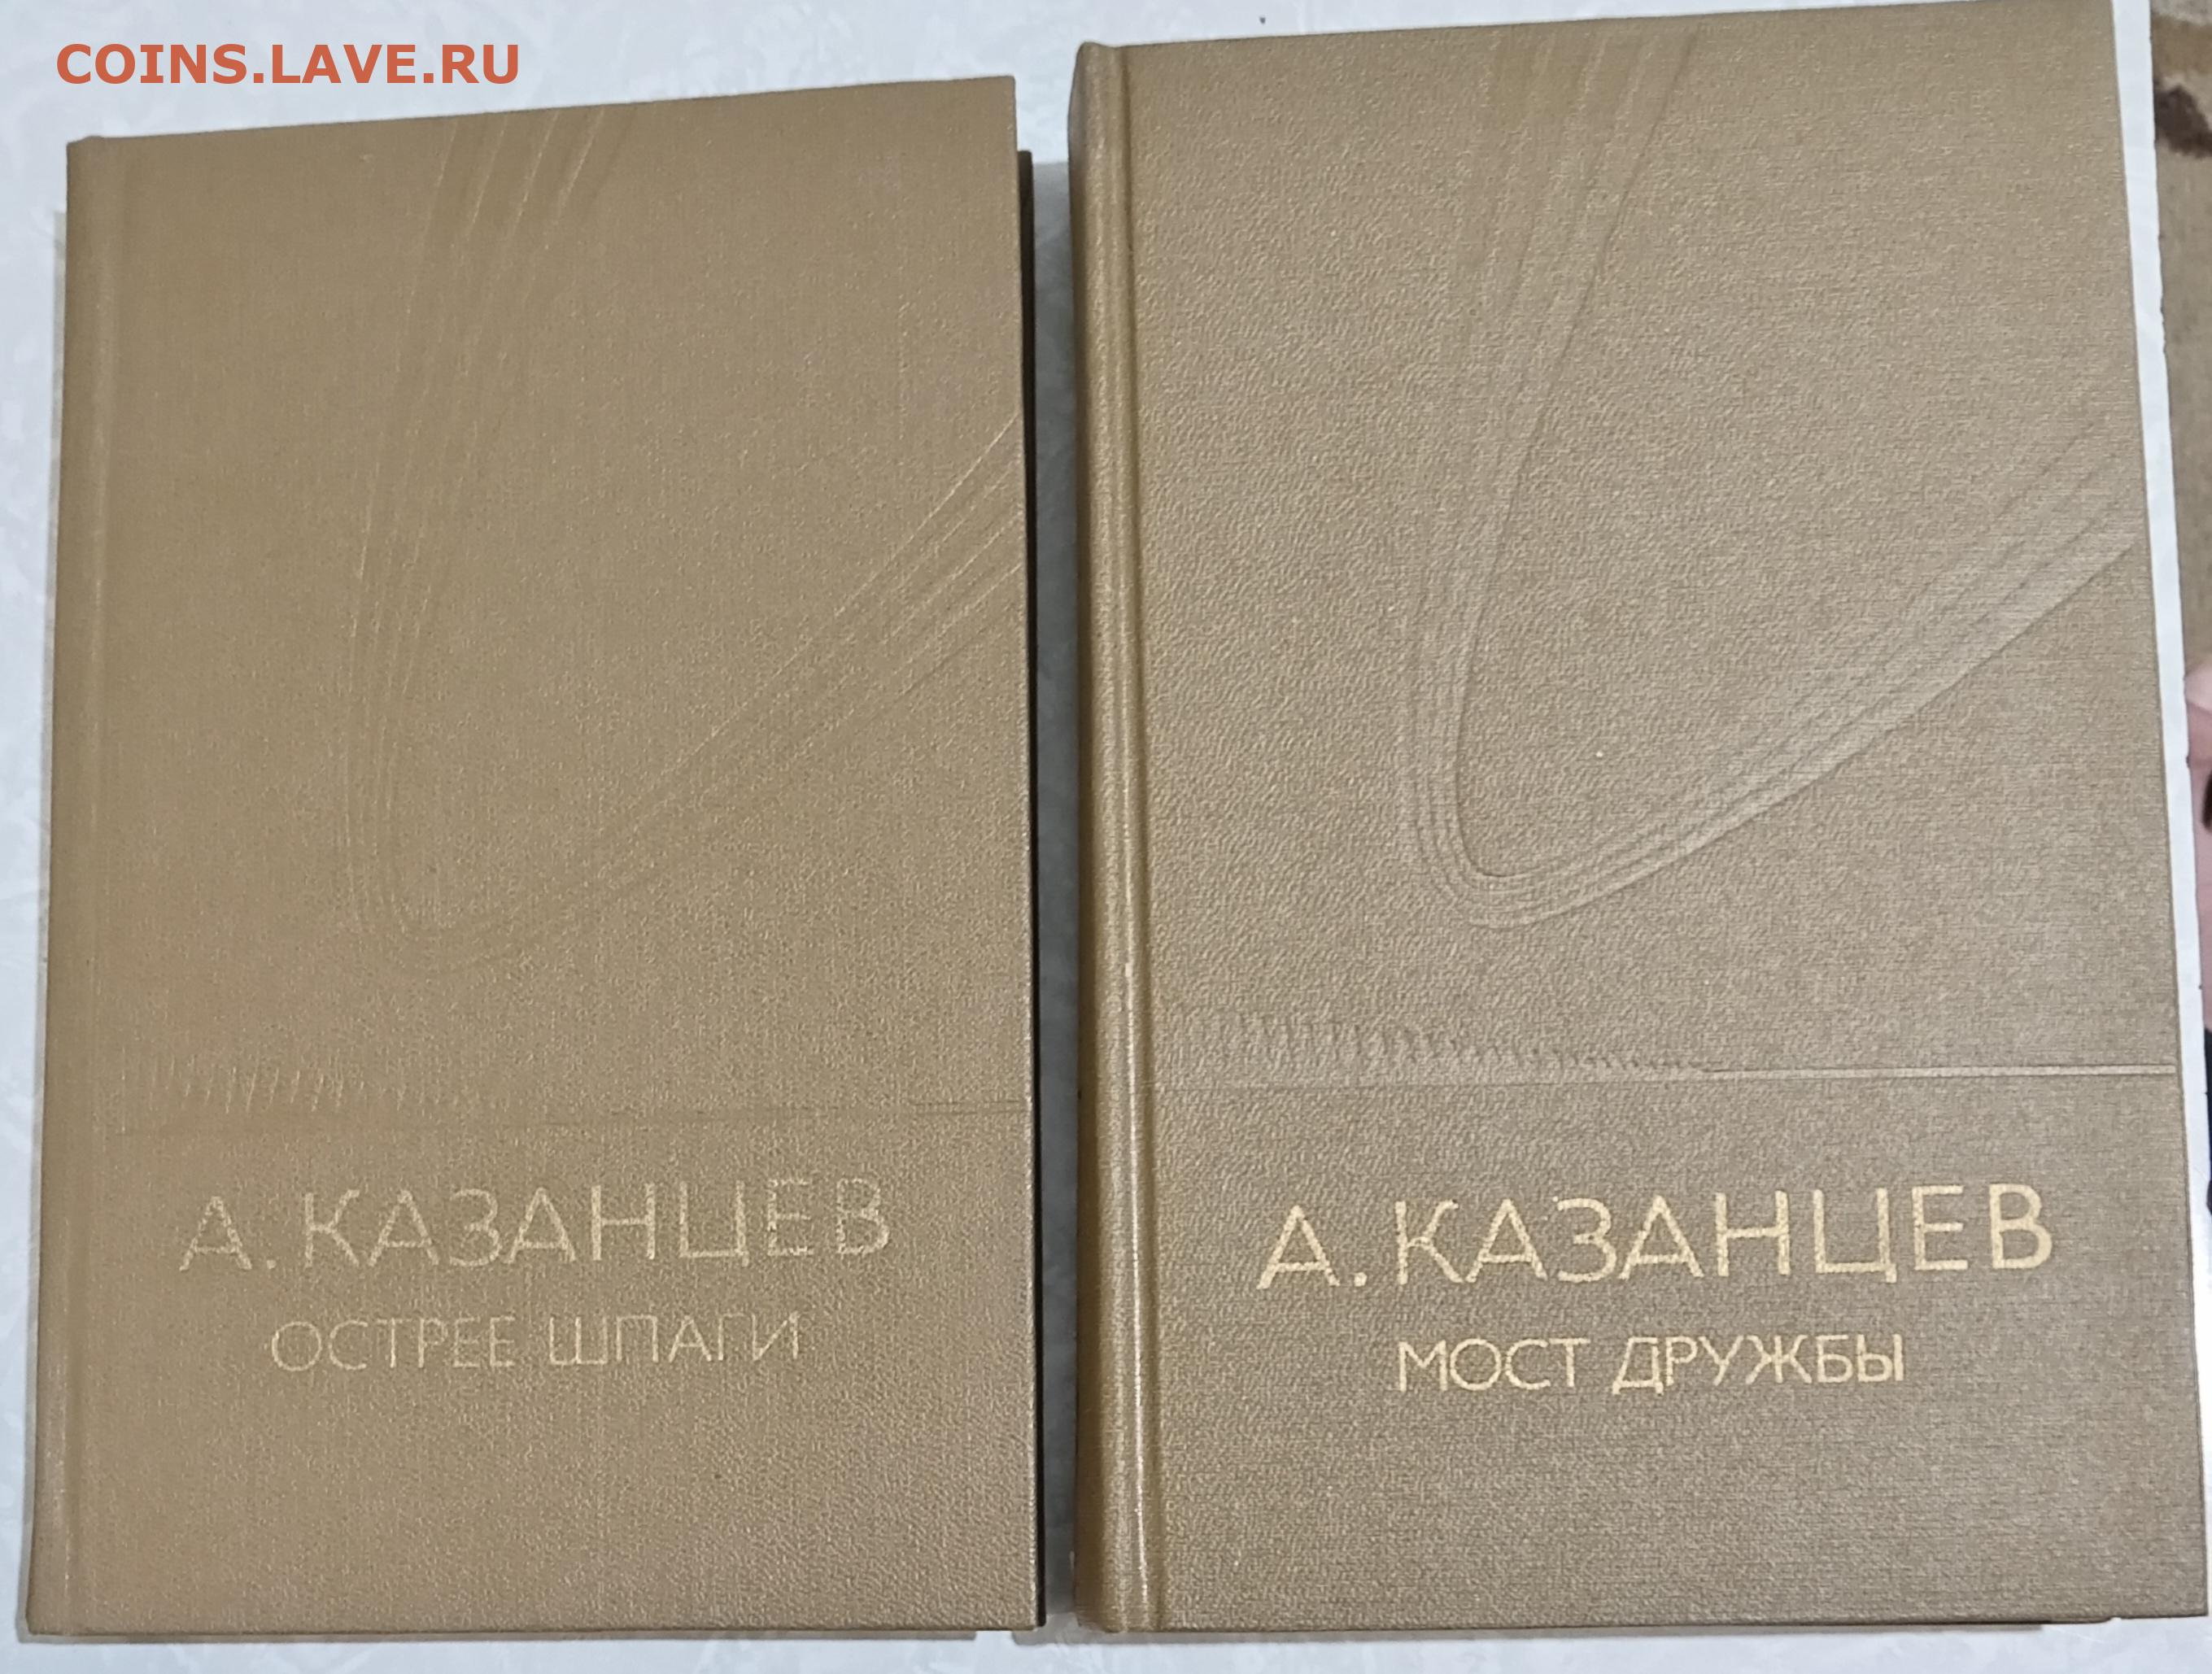 COINS.LAVE.RU
А. КАЗАНЦЕВ
ОСТРЕЕ ШПАГИ
А. КАЗАНЦЕВ
МОСТ ДРУЖБЫ